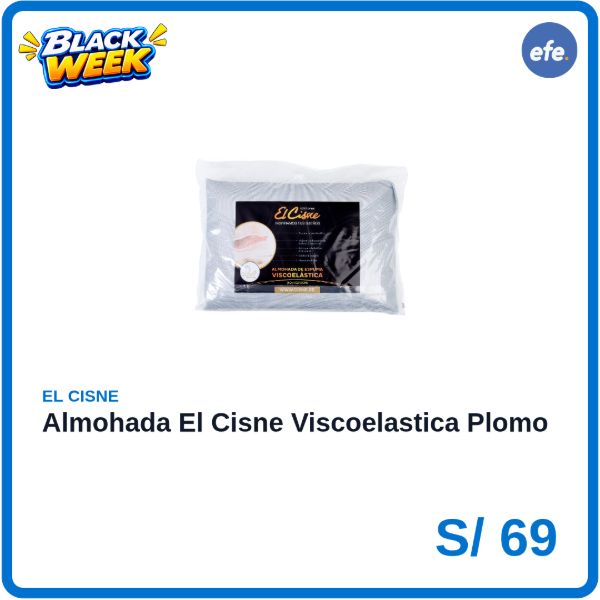 BLACK
WEEK
efe.
El Cisne
ALMOHADA DE ESPUMA
VISCOELÁSTICA
EL CISNE
Almohada El Cisne Viscoelastica Plomo
S/ 69